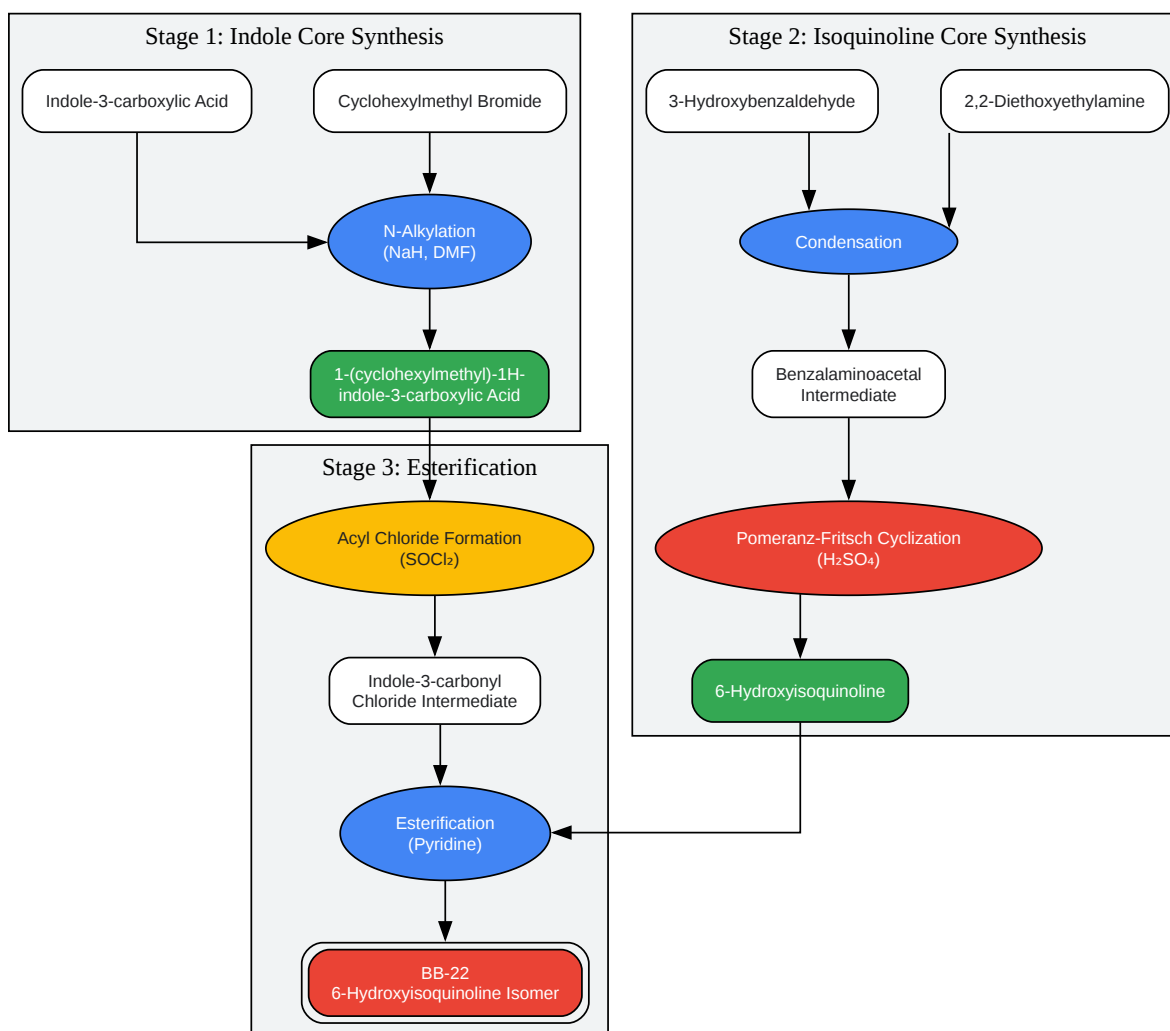 Stage 1: Indole Core Synthesis
Indole-3-carboxylic Acid
Cyclohexylmethyl Bromide
N-Alkylation
(NaH, DMF)
1-(cyclohexylmethyl)-1H-
indole-3-carboxylic Acid
Stage 2: Isoquinoline Core Synthesis
3-Hydroxybenzaldehyde
2,2-Diethoxyethylamine
Condensation
Benzalaminoacetal
Intermediate
Pomeranz-Fritsch Cyclization
(H₂SO₄)
6-Hydroxyisoquinoline
Stage 3: Esterification
Acyl Chloride Formation
(SOCl₂)
Indole-3-carbonyl
Chloride Intermediate
Esterification
(Pyridine)
BB-22
6-Hydroxyisoquinoline Isomer